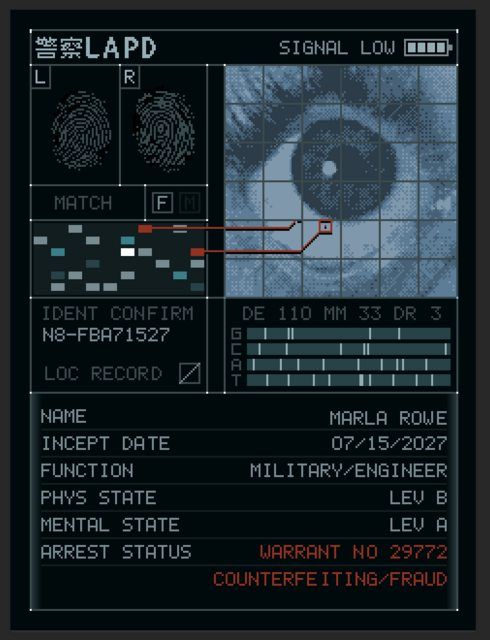 警察LAPD
SIGNAL LOW
L
R
MATCH
F
M
IDENT CONFIRM
N8-FBA71527
LOC RECORD
DE 110 MM 33 DR 3
G
C
A
T
NAME MARLA ROWE
INCEPT DATE 07/15/2027
FUNCTION MILITARY/ENGINEER
PHYS STATE LEV B
MENTAL STATE LEV A
ARREST STATUS WARRANT NO 29772
COUNTERFEITING/FRAUD